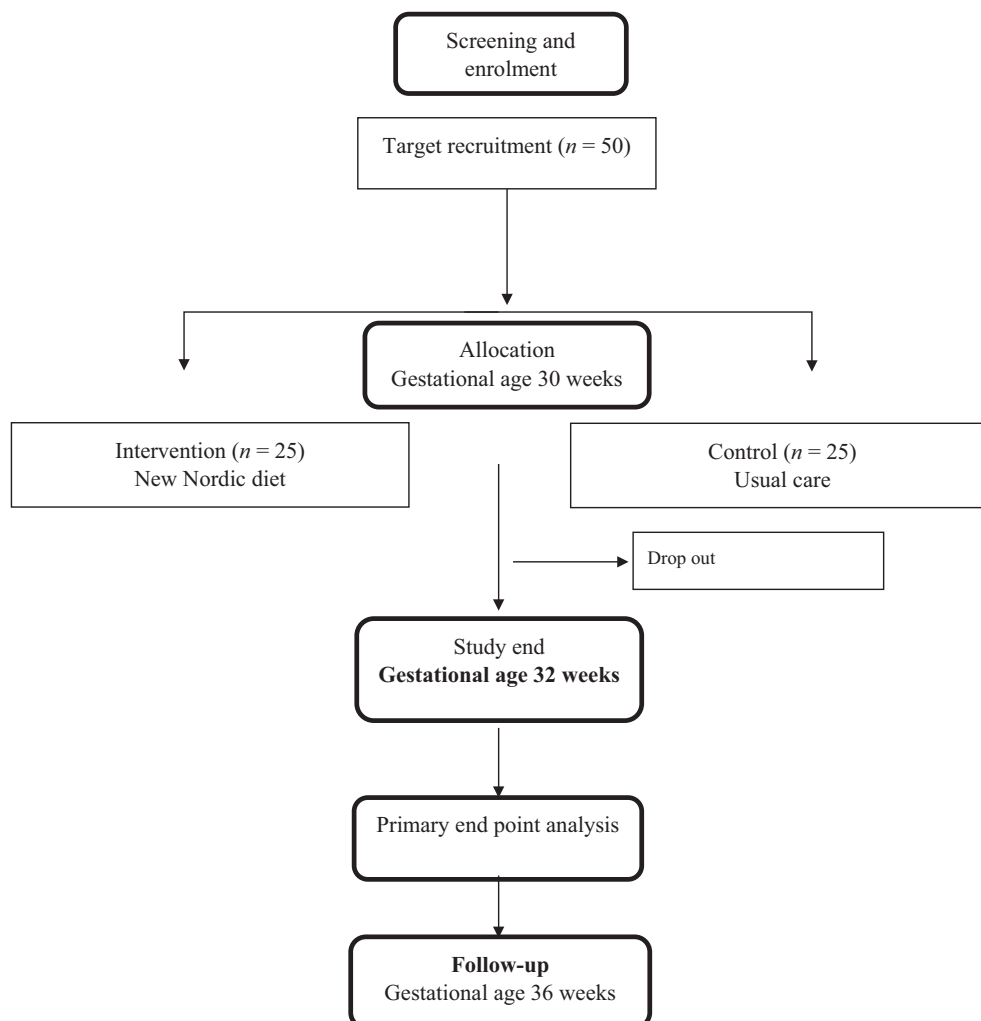 Screening and
enrolment
Target recruitment (n = 50)
Allocation
Gestational age 30 weeks
Intervention (n = 25)
New Nordic diet
Control (n = 25)
Usual care
Drop out
Study end
Gestational age 32 weeks
Primary end point analysis
Follow-up
Gestational age 36 weeks